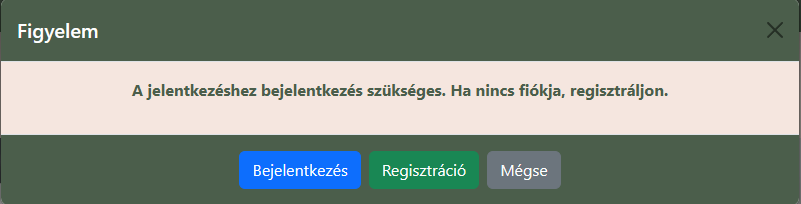 Figyelem
A jelentkezéshez bejelentkezés szükséges. Ha nincs fiókja, regisztráljon.
Bejelentkezés Regisztráció Mégse